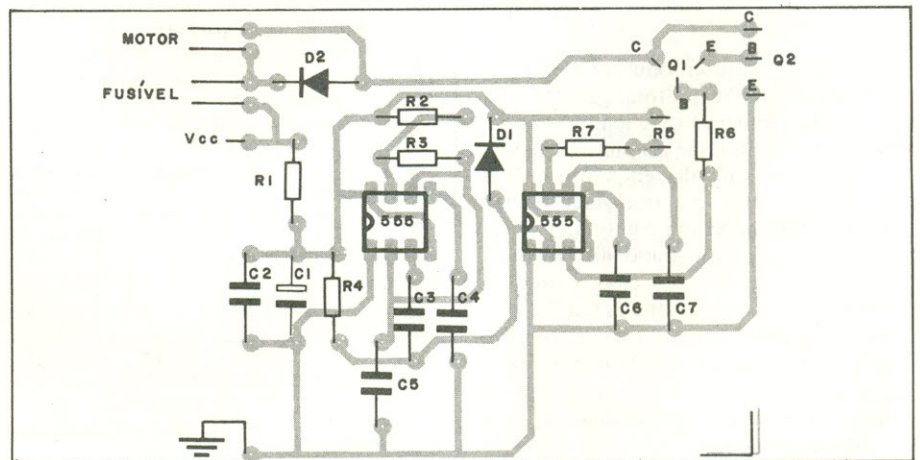 C
MOTOR
D2
C
E
B
Q1
Q2
FUSÍVEL
B
E
R2
D1
Vcc
R7
R5
R6
R3
R1
555
555
C2
C1
R4
C3
C4
C6
C7
C5